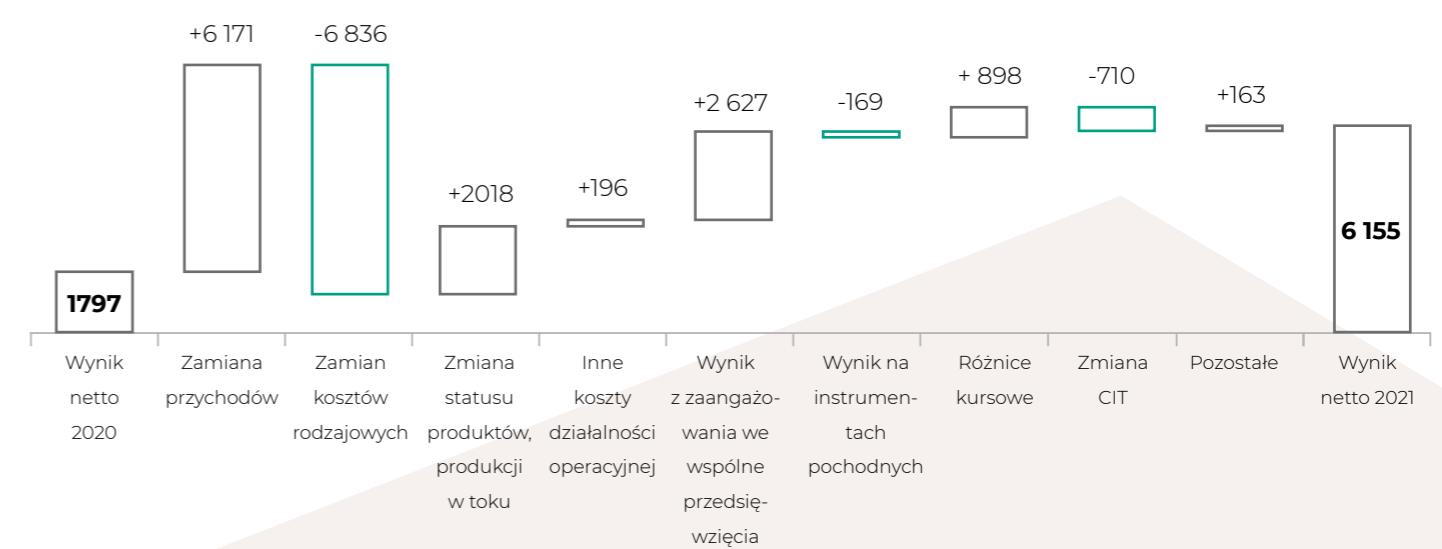 +6 171
-6 836
+2018
+196
+2 627
-169
+ 898
-710
+163
1797
6 155
Wynik
netto
2020
Zamiana
przychodów
Zamian
kosztów
rodzajowych
Zmiana
statusu
produktów,
produkcji
w toku
Inne
koszty
działalności
operacyjnej
Wynik
z zaangażo-
wania we
wspólne
przedsię-
wzięcia
Wynik na
instrumen-
tach
pochodnych
Różnice
kursowe
Zmiana
CIT
Pozostałe
Wynik
netto 2021